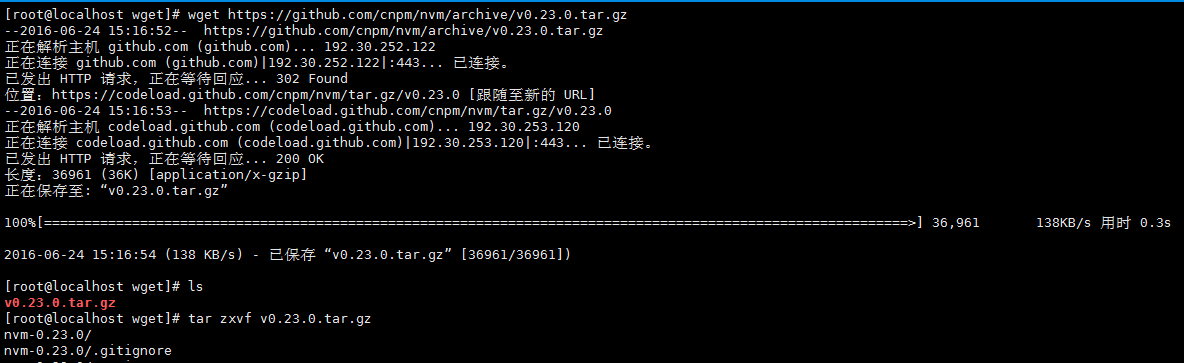 [root@localhost wget]# wget https://github.com/cnpm/nvm/archive/v0.23.0.tar.gz
--2016-06-24 15:16:52--  https://github.com/cnpm/nvm/archive/v0.23.0.tar.gz
正在解析主机 github.com (github.com)... 192.30.252.122
正在连接 github.com (github.com)|192.30.252.122|:443... 已连接。
已发出 HTTP 请求，正在等待回应... 302 Found
位置：https://codeload.github.com/cnpm/nvm/tar.gz/v0.23.0 [跟随至新的 URL]
--2016-06-24 15:16:53--  https://codeload.github.com/cnpm/nvm/tar.gz/v0.23.0
正在解析主机 codeload.github.com (codeload.github.com)... 192.30.253.120
正在连接 codeload.github.com (codeload.github.com)|192.30.253.120|:443... 已连接。
已发出 HTTP 请求，正在等待回应... 200 OK
长度：36961 (36K) [application/x-gzip]
正在保存至: “v0.23.0.tar.gz”
100%[============================================================================================================>] 36,961       138KB/s 用时 0.3s
2016-06-24 15:16:54 (138 KB/s) - 已保存 “v0.23.0.tar.gz” [36961/36961])
[root@localhost wget]# ls
v0.23.0.tar.gz
[root@localhost wget]# tar zxvf v0.23.0.tar.gz
nvm-0.23.0/
nvm-0.23.0/.gitignore